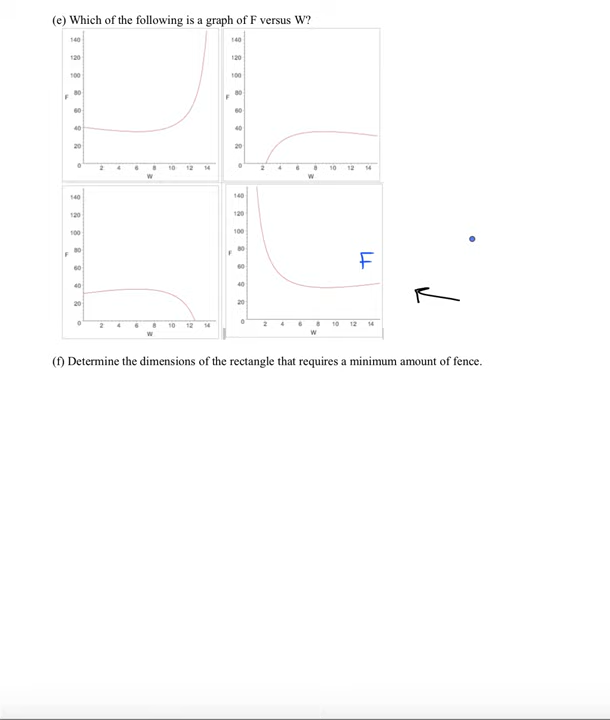 (e) Which of the following is a graph of F versus W?
140
120
100
80
60
40
20
0
F
2 4 6 8 10 12 14
W
140
120
100
80
60
40
20
0
F
2 4 6 8 10 12 14
W
140
120
100
80
60
40
20
0
F
2 4 6 8 10 12 14
W
140
120
100
80
60
40
20
0
F
2 4 6 8 10 12 14
W
F
(f) Determine the dimensions of the rectangle that requires a minimum amount of fence.